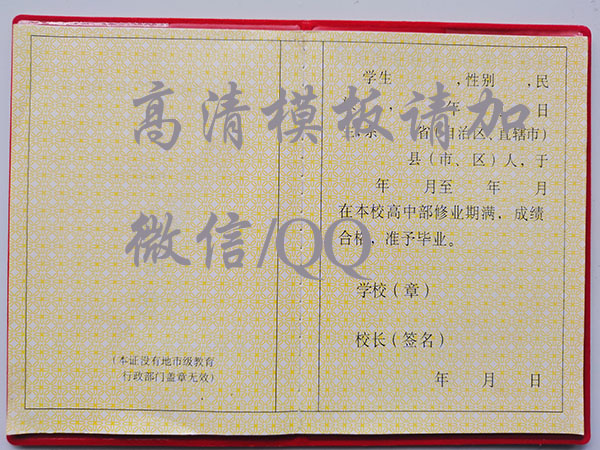 高清模板请加
微信/QQ
(本证没有地市级教育
行政部门盖章无效)
学生 ,性别 ,民
, 年 日
省(自治区、直辖市)
县(市、区)人,于
年 月至 年 月
在本校高中部修业期满,成绩
合格,准予毕业。
学校(章)
校长(签名)
年 月 日